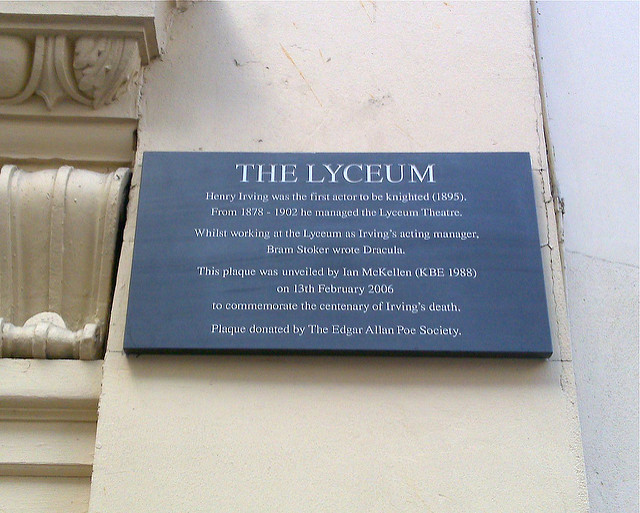 THE LYCEUM
Henry Irving was the first actor to be knighted (1895).
From 1878 - 1902 he managed the Lyceum Theatre.
Whilst working at the Lyceum as Irving's acting manager,
Bram Stoker wrote Dracula.
This plaque was unveiled by Ian McKellen (KBE 1988)
on 13th February 2006
to commemorate the centenary of Irving's death.
Plaque donated by The Edgar Allan Poe Society.